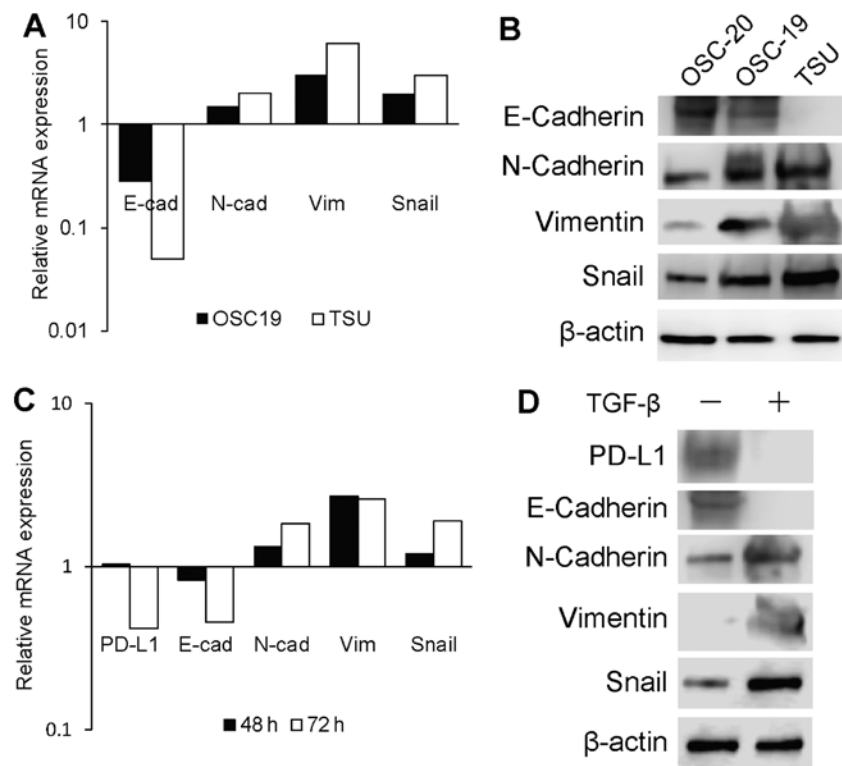 A
Relative mRNA expression
10
1
0.1
0.01
E-cad N-cad Vim Snail
OSC19 TSU
B
OSC-20 OSC-19 TSU
E-Cadherin
N-Cadherin
Vimentin
Snail
β-actin
C
Relative mRNA expression
10
1
0.1
PD-L1 E-cad N-cad Vim Snail
48 h 72 h
D
TGF-β − +
PD-L1
E-Cadherin
N-Cadherin
Vimentin
Snail
β-actin